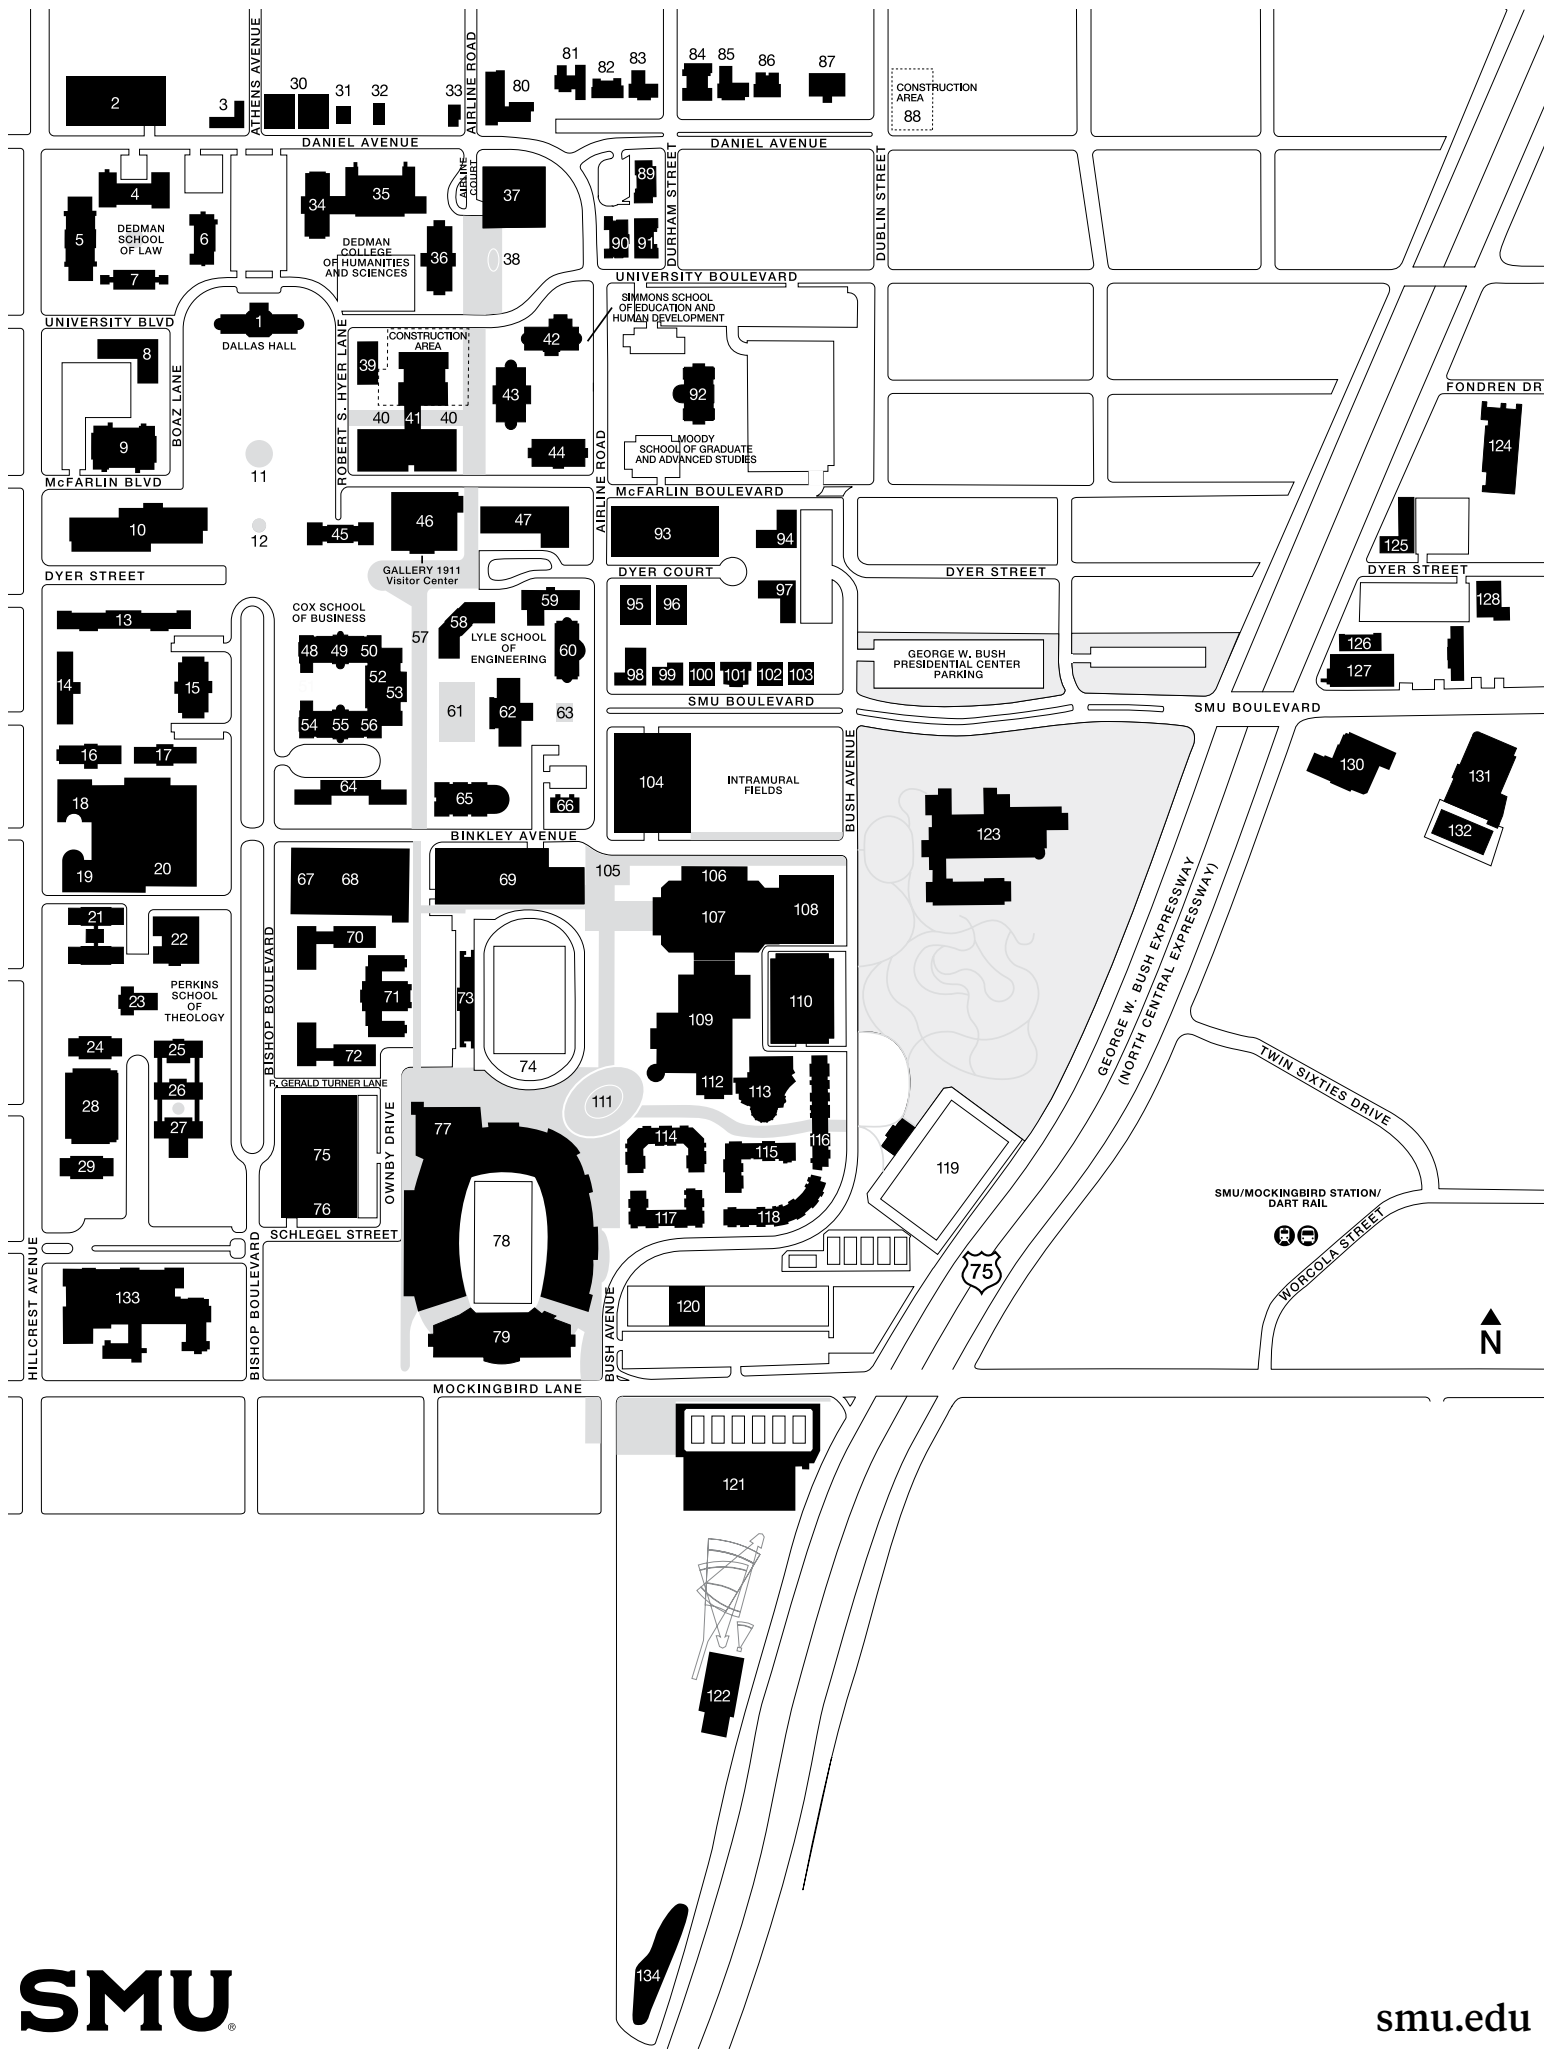 ATHENS AVENUE
AIRLINE ROAD
2
3
30
31
32
33
80
81
82
83
84
85
86
87
CONSTRUCTION
AREA
88
DANIEL AVENUE
DANIEL AVENUE
4
5
DEDMAN
SCHOOL
OF LAW
6
7
34
35
AIRLINE
COURT
37
DEDMAN
COLLEGE
OF HUMANITIES
AND SCIENCES
36
38
89
90
91
DURHAM STREET
DUBLIN STREET
UNIVERSITY BOULEVARD
UNIVERSITY BLVD
1
DALLAS HALL
SIMMONS SCHOOL
OF EDUCATION AND
HUMAN DEVELOPMENT
8
BOAZ LANE
ROBERT S. HYER LANE
CONSTRUCTION
AREA
39
42
43
92
FONDREN DR
9
11
40
41
40
44
AIRLINE ROAD
MOODY
SCHOOL OF GRADUATE
AND ADVANCED STUDIES
124
McFARLIN BLVD
McFARLIN BOULEVARD
10
12
45
46
47
93
94
125
GALLERY 1911
Visitor Center
DYER STREET
DYER COURT
DYER STREET
DYER STREET
13
COX SCHOOL
OF BUSINESS
57
58
59
95
96
97
128
LYLE SCHOOL
OF
ENGINEERING
60
48
49
50
52
53
14
15
GEORGE W. BUSH
PRESIDENTIAL CENTER
PARKING
126
127
98
99
100
101
102
103
54
55
56
61
62
63
SMU BOULEVARD
SMU BOULEVARD
16
17
64
65
66
104
INTRAMURAL
FIELDS
BUSH AVENUE
130
131
132
18
19
20
BINKLEY AVENUE
123
67
68
69
105
106
107
108
GEORGE W. BUSH EXPRESSWAY
(NORTH CENTRAL EXPRESSWAY)
21
22
BISHOP BOULEVARD
70
23
PERKINS
SCHOOL
OF
THEOLOGY
71
73
109
110
24
25
72
74
TWIN SIXTIES DRIVE
26
R. GERALD TURNER LANE
112
113
28
27
OWNBY DRIVE
77
111
75
114
115
116
119
29
76
117
118
SMU/MOCKINGBIRD STATION/
DART RAIL
SCHLEGEL STREET
78
WORCOLA STREET
75
HILLCREST AVENUE
133
BISHOP BOULEVARD
79
BUSH AVENUE
120
N
MOCKINGBIRD LANE
121
122
134
SMU®
smu.edu